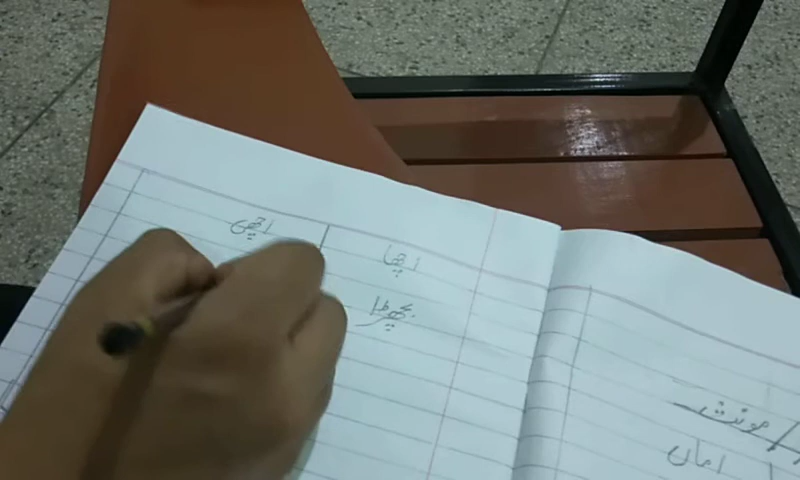 مونث
اماں
اچھا اچھی
بچھڑا